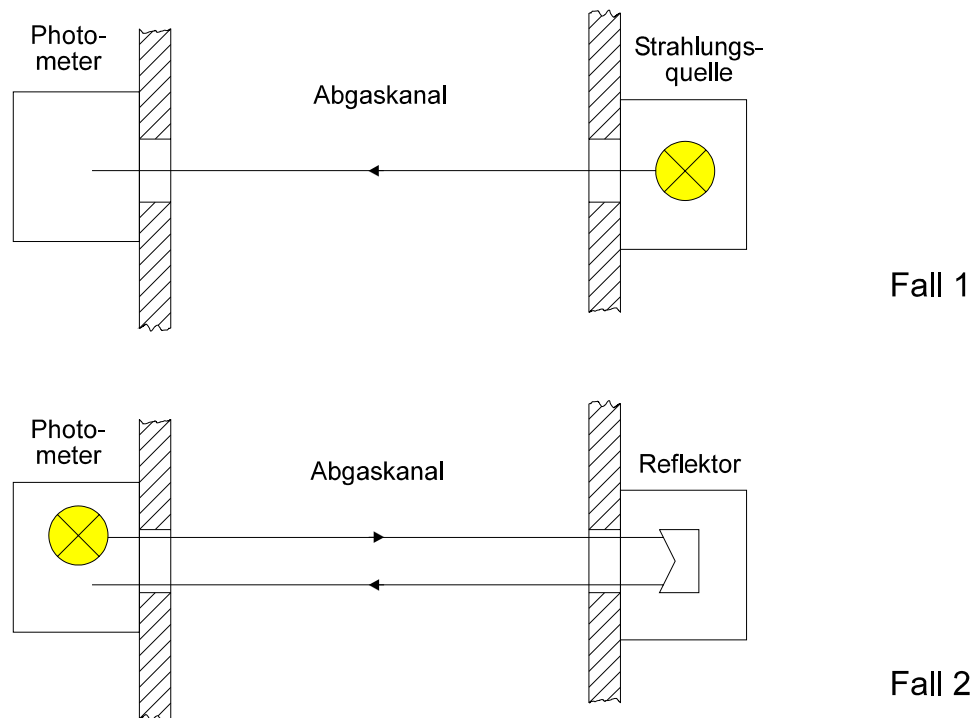 Photo-
meter
Abgaskanal
Strahlungs-
quelle
Fall 1
Photo-
meter
Abgaskanal
Reflektor
Fall 2